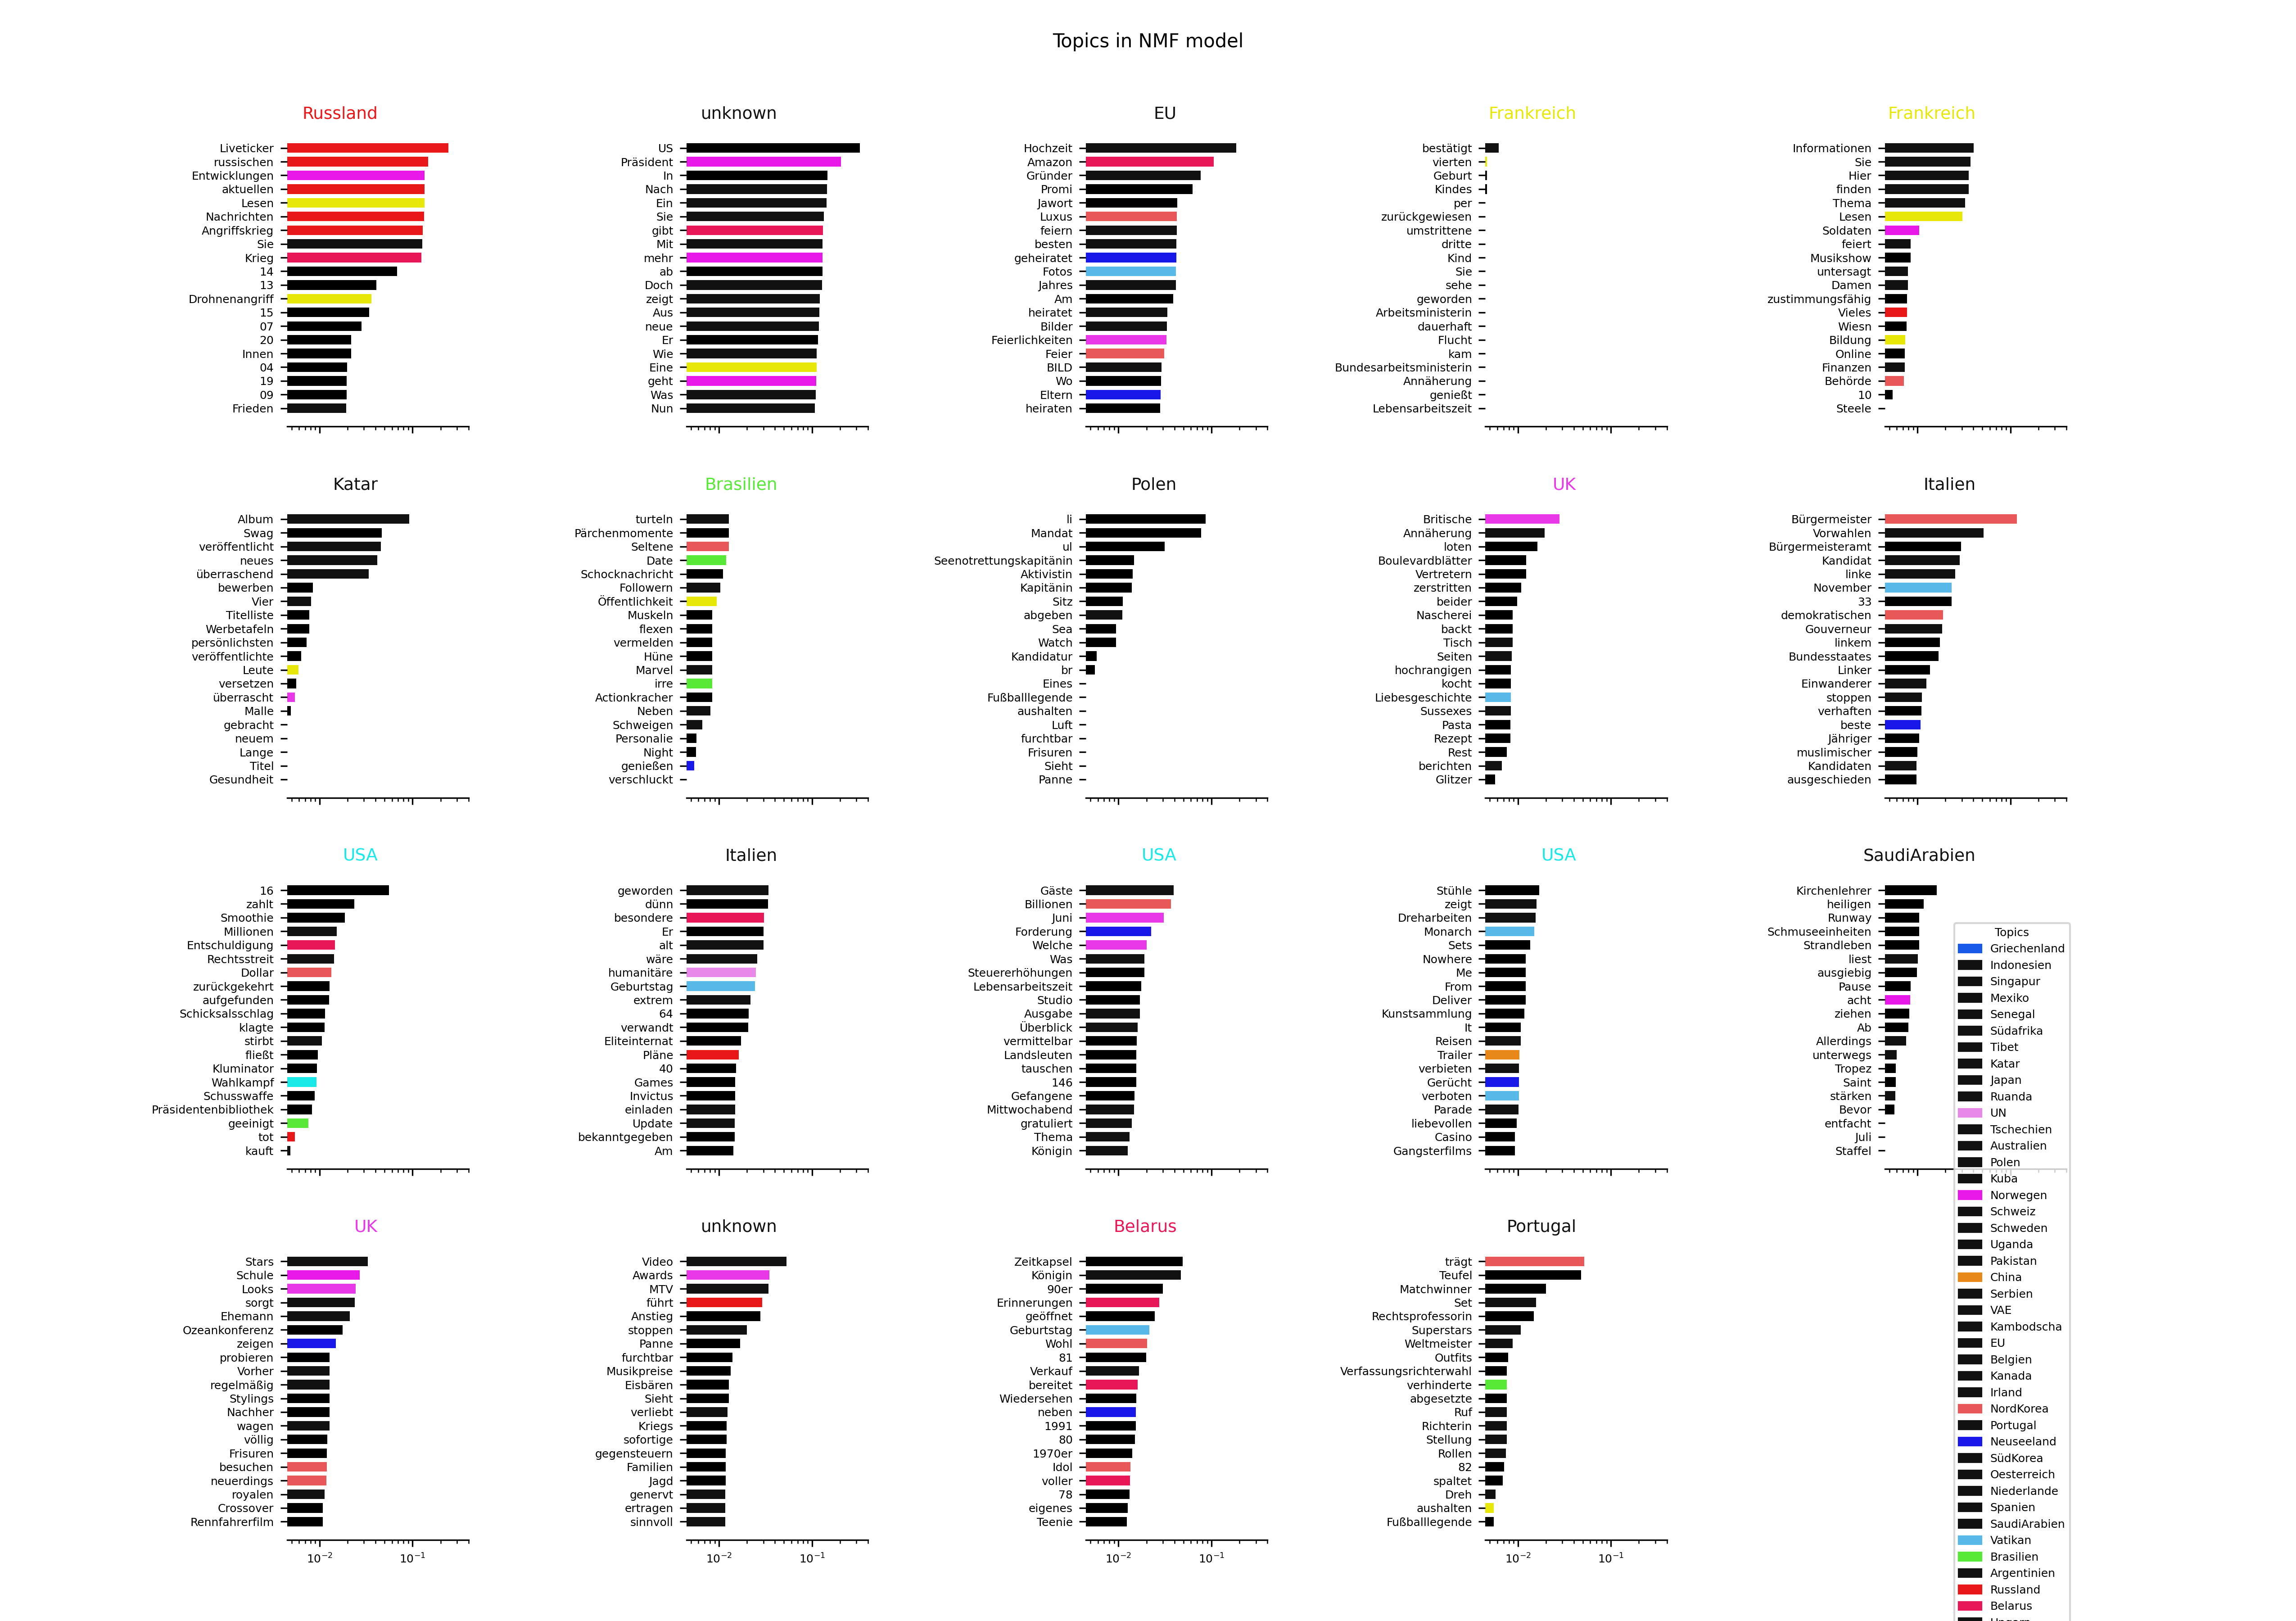 Topics in NMF model
Russland
Liveticker
russischen
Entwicklungen
aktuellen
Lesen
Nachrichten
Angriffskrieg
Sie
Krieg
14
13
Drohnenangriff
15
07
20
Innen
04
19
09
Frieden
unknown
US
Präsident
In
Nach
Ein
Sie
gibt
Mit
mehr
ab
Doch
zeigt
Aus
neue
Er
Wie
Eine
geht
Was
Nun
EU
Hochzeit
Amazon
Gründer
Promi
Jawort
Luxus
feiern
besten
geheiratet
Fotos
Jahres
Am
heiratet
Bilder
Feierlichkeiten
Feier
BILD
Wo
Eltern
heiraten
Frankreich
bestätigt
vierten
Geburt
Kindes
per
zurückgewiesen
umstrittene
dritte
Kind
Sie
sehe
geworden
Arbeitsministerin
dauerhaft
Flucht
kam
Bundesarbeitsministerin
Annäherung
genießt
Lebensarbeitszeit
Frankreich
Informationen
Sie
Hier
finden
Thema
Lesen
Soldaten
feiert
Musikshow
untersagt
Damen
zustimmungsfähig
Vieles
Wiesn
Bildung
Online
Finanzen
Behörde
10
Steele
Katar
Album
Swag
veröffentlicht
neues
überraschend
bewerben
Vier
Titelliste
Werbetafeln
persönlichsten
veröffentlichte
Leute
versetzen
überrascht
Malle
gebracht
neuem
Lange
Titel
Gesundheit
Brasilien
turteln
Pärchenmomente
Seltene
Date
Schocknachricht
Followern
Öffentlichkeit
Muskeln
flexen
vermelden
Hüne
Marvel
irre
Actionkracher
Neben
Schweigen
Personalie
Night
genießen
verschluckt
Polen
li
Mandat
ul
Seenotrettungskapitänin
Aktivistin
Kapitänin
Sitz
abgeben
Sea
Watch
Kandidatur
br
Eines
Fußballlegende
aushalten
Luft
furchtbar
Frisuren
Sieht
Panne
UK
Britische
Annäherung
loten
Boulevardblätter
Vertretern
zerstritten
beider
Nascherei
backt
Tisch
Seiten
hochrangigen
kocht
Liebesgeschichte
Sussexes
Pasta
Rezept
Rest
berichten
Glitzer
Italien
Bürgermeister
Vorwahlen
Bürgermeisteramt
Kandidat
linke
November
33
demokratischen
Gouverneur
linkem
Bundesstaates
Linker
Einwanderer
stoppen
verhaften
beste
Jähriger
muslimischer
Kandidaten
ausgeschieden
USA
16
zahlt
Smoothie
Millionen
Entschuldigung
Rechtsstreit
Dollar
zurückgekehrt
aufgefunden
Schicksalsschlag
klagte
stirbt
fließt
Kluminator
Wahlkampf
Schusswaffe
Präsidentenbibliothek
geeinigt
tot
kauft
Italien
geworden
dünn
besondere
Er
alt
wäre
humanitäre
Geburtstag
extrem
64
verwandt
Eliteinternat
Pläne
40
Games
Invictus
einladen
Update
bekanntgegeben
Am
USA
Gäste
Billionen
Juni
Forderung
Welche
Was
Steuererhöhungen
Lebensarbeitszeit
Studio
Ausgabe
Überblick
vermittelbar
Landsleuten
tauschen
146
Gefangene
Mittwochabend
gratuliert
Thema
Königin
USA
Stühle
zeigt
Dreharbeiten
Monarch
Sets
Nowhere
Me
From
Deliver
Kunstsammlung
It
Reisen
Trailer
verbieten
Gerücht
verboten
Parade
liebevollen
Casino
Gangsterfilms
SaudiArabien
Kirchenlehrer
heiligen
Runway
Schmuseeinheiten
Strandleben
liest
ausgiebig
Pause
acht
ziehen
Ab
Allerdings
unterwegs
Tropez
Saint
stärken
Bevor
entfacht
Juli
Staffel
UK
Stars
Schule
Looks
sorgt
Ehemann
Ozeankonferenz
zeigen
probieren
Vorher
regelmäßig
Stylings
Nachher
wagen
völlig
Frisuren
besuchen
neuerdings
royalen
Crossover
Rennfahrerfilm
10⁻² 10⁻¹
unknown
Video
Awards
MTV
führt
Anstieg
stoppen
Panne
furchtbar
Musikpreise
Eisbären
Sieht
verliebt
Kriegs
sofortige
gegensteuern
Familien
Jagd
genervt
ertragen
sinnvoll
10⁻² 10⁻¹
Belarus
Zeitkapsel
Königin
90er
Erinnerungen
geöffnet
Geburtstag
Wohl
81
Verkauf
bereitet
Wiedersehen
neben
1991
80
1970er
Idol
voller
78
eigenes
Teenie
10⁻² 10⁻¹
Portugal
trägt
Teufel
Matchwinner
Set
Rechtsprofessorin
Superstars
Weltmeister
Outfits
Verfassungsrichterwahl
verhinderte
abgesetzte
Ruf
Richterin
Stellung
Rollen
82
spaltet
Dreh
aushalten
Fußballlegende
10⁻² 10⁻¹
Topics
Griechenland
Indonesien
Singapur
Mexiko
Senegal
Südafrika
Tibet
Katar
Japan
Ruanda
UN
Tschechien
Australien
Polen
Kuba
Norwegen
Schweiz
Schweden
Uganda
Pakistan
China
Serbien
VAE
Kambodscha
EU
Belgien
Kanada
Irland
NordKorea
Portugal
Neuseeland
SüdKorea
Oesterreich
Niederlande
Spanien
SaudiArabien
Vatikan
Brasilien
Argentinien
Russland
Belarus